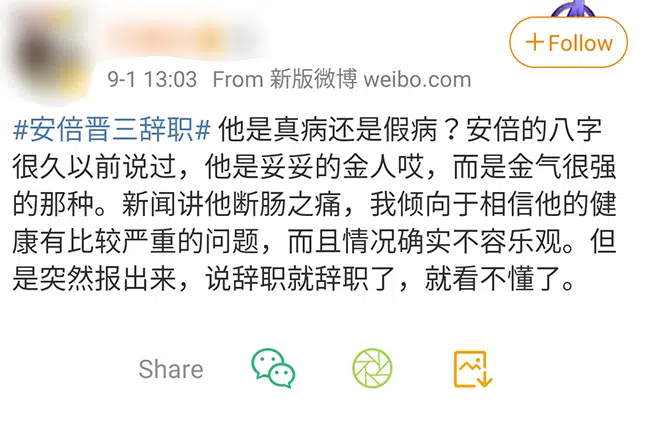 +Follow
9-1 13:03 From 新版微博 weibo.com
#安倍晋三辞职# 他是真病还是假病？安倍的八字
很久以前说过，他是妥妥的金人哎，而是金气很强
的那种。新闻讲他断肠之痛，我倾向于相信他的健
康有比较严重的问题，而且情况确实不容乐观。但
是突然报出来，说辞职就辞职了，就看不懂了。
Share